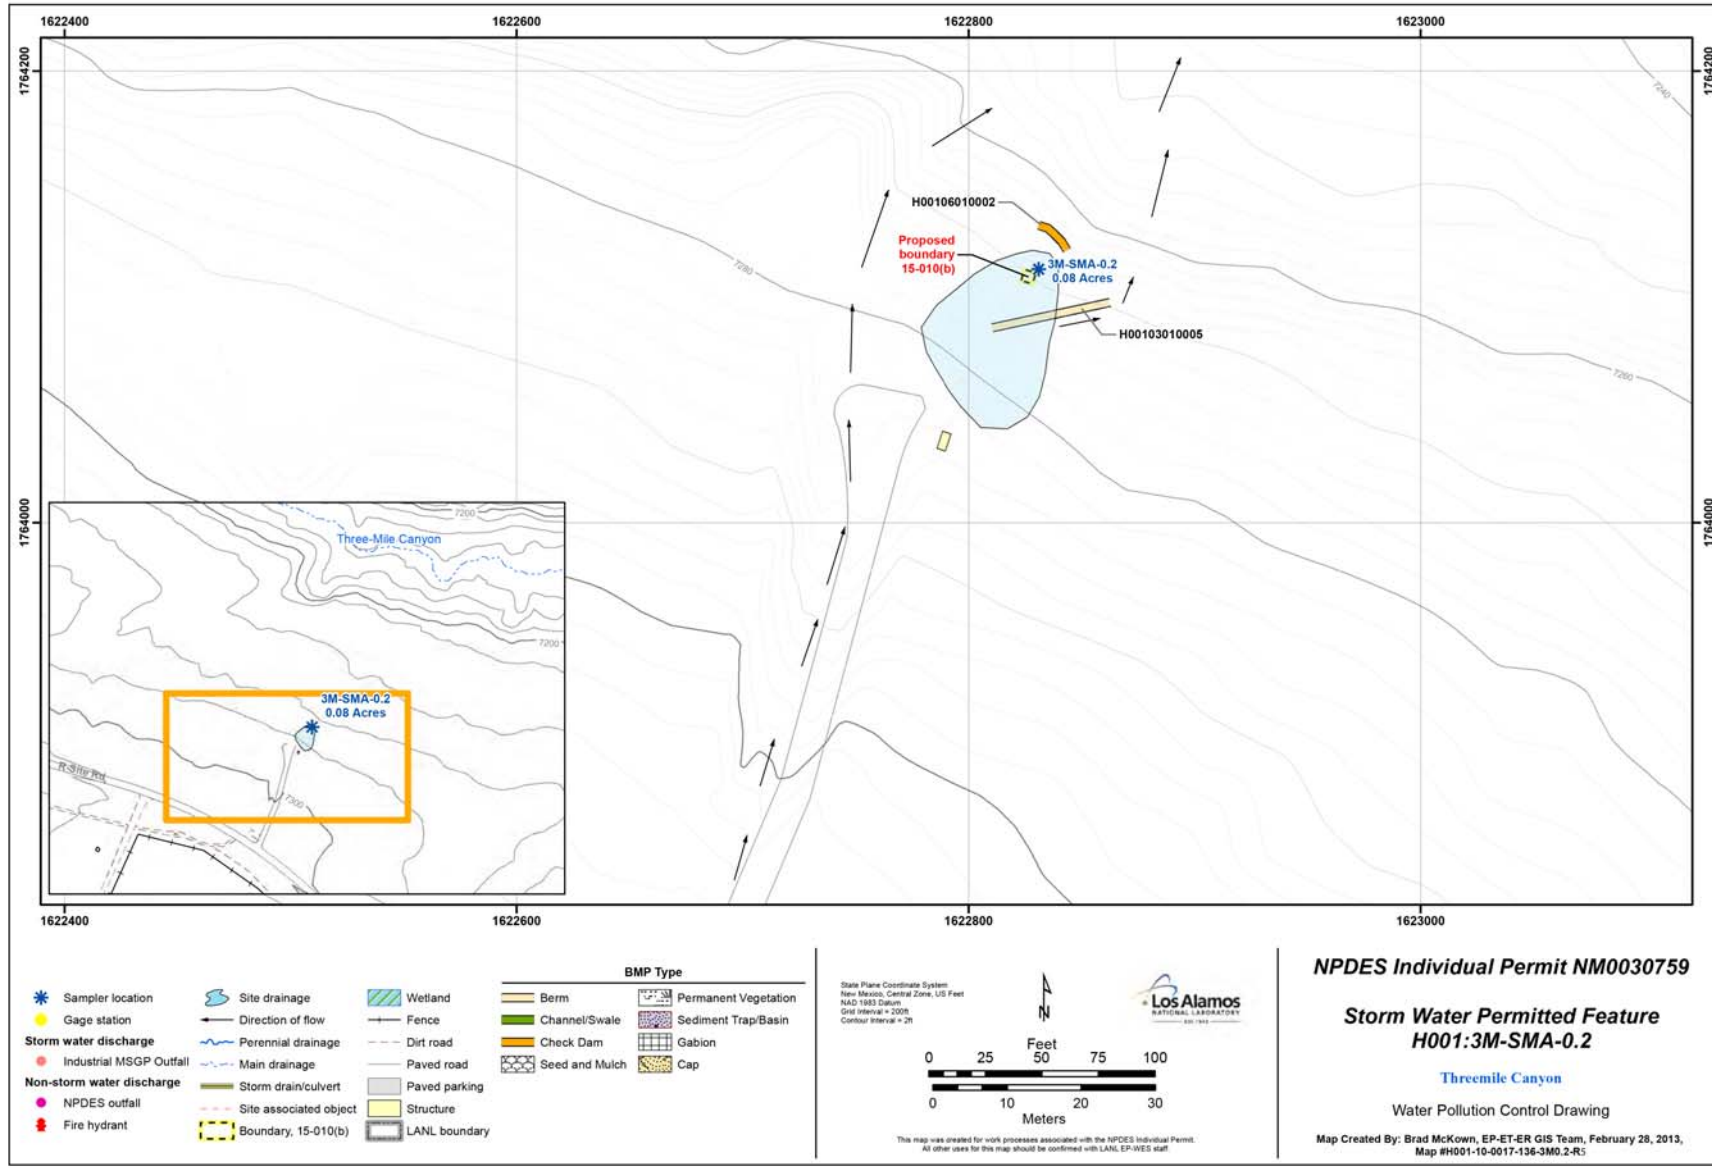 1622400
1622600
1622800
1623000
1764200
1764200
7240
H00106010002
Proposed
boundary
15-010(b)
3M-SMA-0.2
0.08 Acres
7280
H00103010005
7260
1764000
1764000
7200
Three-Mile Canyon
7200
3M-SMA-0.2
0.08 Acres
R-Site Rd
7300
1622400
1622600
1622800
1623000
Sampler location
Gage station
Storm water discharge
Industrial MSGP Outfall
Non-storm water discharge
NPDES outfall
Fire hydrant
Site drainage
Direction of flow
Perennial drainage
Main drainage
Storm drain/culvert
Site associated object
Boundary, 15-010(b)
Wetland
Fence
Dirt road
Paved road
Paved parking
Structure
LANL boundary
BMP Type
Berm
Channel/Swale
Check Dam
Seed and Mulch
Permanent Vegetation
Sediment Trap/Basin
Gabion
Cap
State Plane Coordinate System
New Mexico, Central Zone, US Feet
NAD 1983 Datum
Grid Interval = 200ft
Contour Interval = 2ft
N
Los Alamos
NATIONAL LABORATORY
EST. 1943
Feet
0 25 50 75 100
0 10 20 30
Meters
This map was created for work processes associated with the NPDES Individual Permit.
All other uses for this map should be confirmed with LANL EP-WES staff.
NPDES Individual Permit NM0030759
Storm Water Permitted Feature
H001:3M-SMA-0.2
Threemile Canyon
Water Pollution Control Drawing
Map Created By: Brad McKown, EP-ET-ER GIS Team, February 28, 2013,
Map #H001-10-0017-136-3M0.2-R5